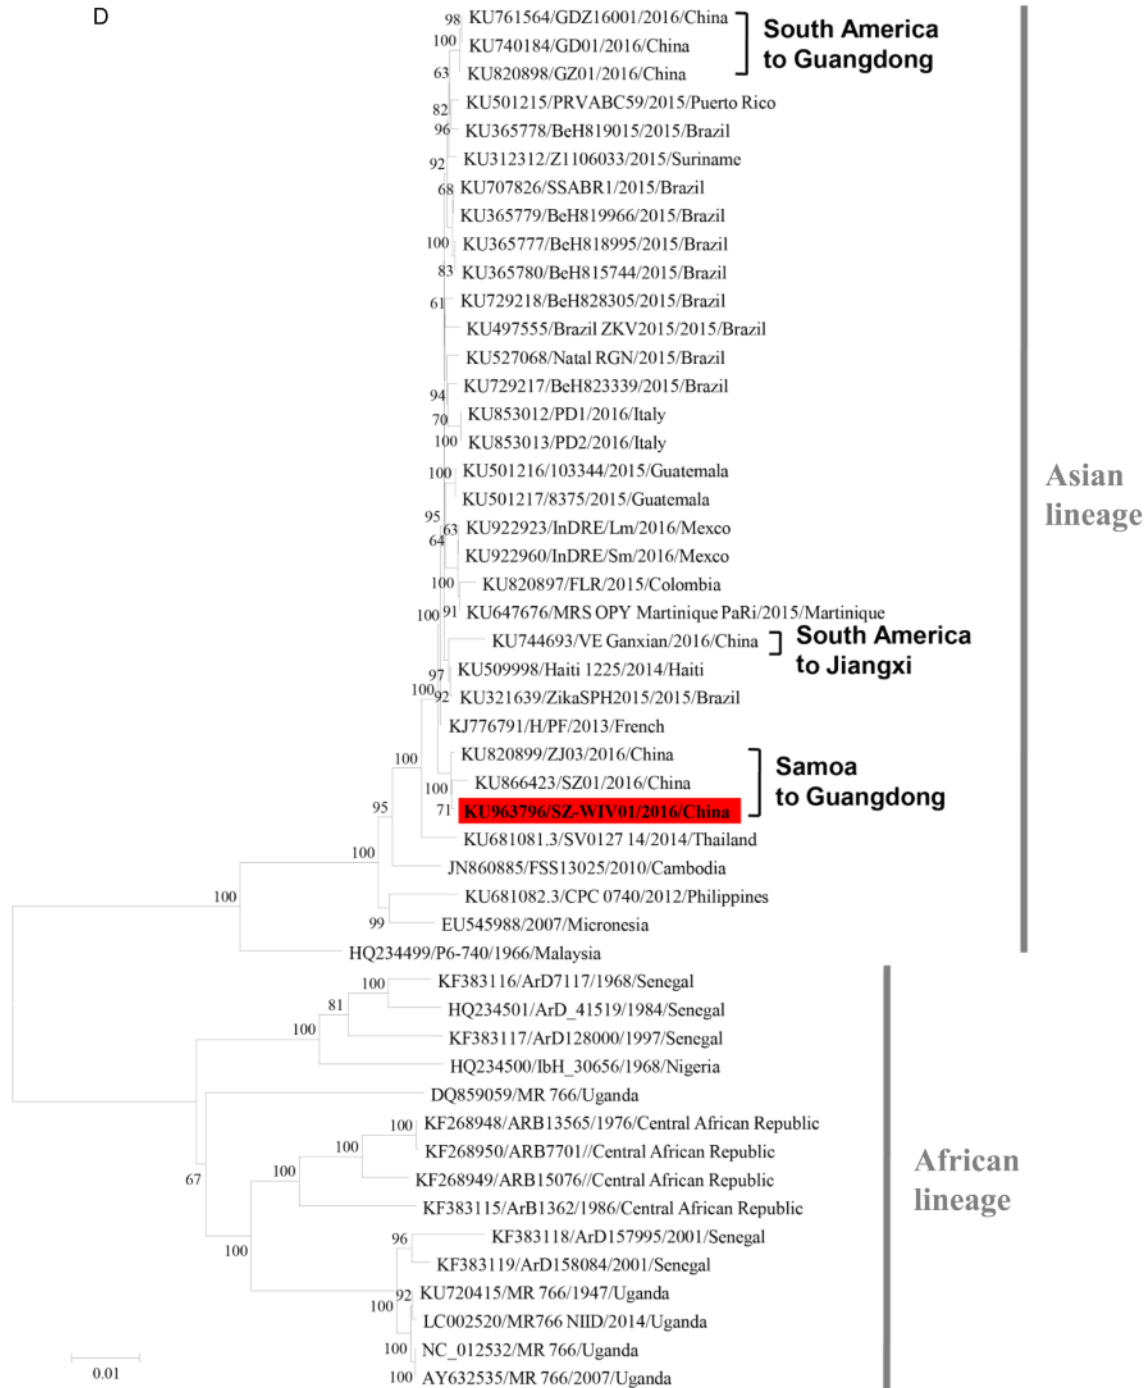 D
98
KU761564/GDZ16001/2016/China
100
KU740184/GD01/2016/China
63
KU820898/GZ01/2016/China
South America
to Guangdong
82
KU501215/PRVABC59/2015/Puerto Rico
96
KU365778/BeH819015/2015/Brazil
92
KU312312/Z1106033/2015/Suriname
68
KU707826/SSABR1/2015/Brazil
KU365779/BeH819966/2015/Brazil
100
KU365777/BeH818995/2015/Brazil
83
KU365780/BeH815744/2015/Brazil
61
KU729218/BeH828305/2015/Brazil
KU497555/Brazil ZKV2015/2015/Brazil
KU527068/Natal RGN/2015/Brazil
94
KU729217/BeH823339/2015/Brazil
70
KU853012/PD1/2016/Italy
100
KU853013/PD2/2016/Italy
100
KU501216/103344/2015/Guatemala
KU501217/8375/2015/Guatemala
95
63
KU922923/InDRE/Lm/2016/Mexico
64
KU922960/InDRE/Sm/2016/Mexico
100
KU820897/FLR/2015/Colombia
100
91
KU647676/MRS OPY Martinique PaRi/2015/Martinique
KU744693/VE Ganxian/2016/China
South America
to Jiangxi
97
KU509998/Haiti 1225/2014/Haiti
100
92
KU321639/ZikaSPH2015/2015/Brazil
KJ776791/H/PF/2013/French
100
KU820899/ZJ03/2016/China
100
KU866423/SZ01/2016/China
71
KU963796/SZ-WIV01/2016/China
Samoa
to Guangdong
95
KU681081.3/SV0127 14/2014/Thailand
100
JN860885/FSS13025/2010/Cambodia
100
KU681082.3/CPC 0740/2012/Philippines
99
EU545988/2007/Micronesia
HQ234499/P6-740/1966/Malaysia
Asian
lineage
100
KF383116/ArD7117/1968/Senegal
81
HQ234501/ArD_41519/1984/Senegal
100
KF383117/ArD128000/1997/Senegal
HQ234500/IbH_30656/1968/Nigeria
DQ859059/MR 766/Uganda
100
KF268948/ARB13565/1976/Central African Republic
100
KF268950/ARB7701//Central African Republic
100
KF268949/ARB15076//Central African Republic
67
KF383115/ArB1362/1986/Central African Republic
100
96
KF383118/ArD157995/2001/Senegal
KF383119/ArD158084/2001/Senegal
92
KU720415/MR 766/1947/Uganda
100
LC002520/MR766 NIID/2014/Uganda
100
NC_012532/MR 766/Uganda
100
AY632535/MR 766/2007/Uganda
African
lineage
0.01